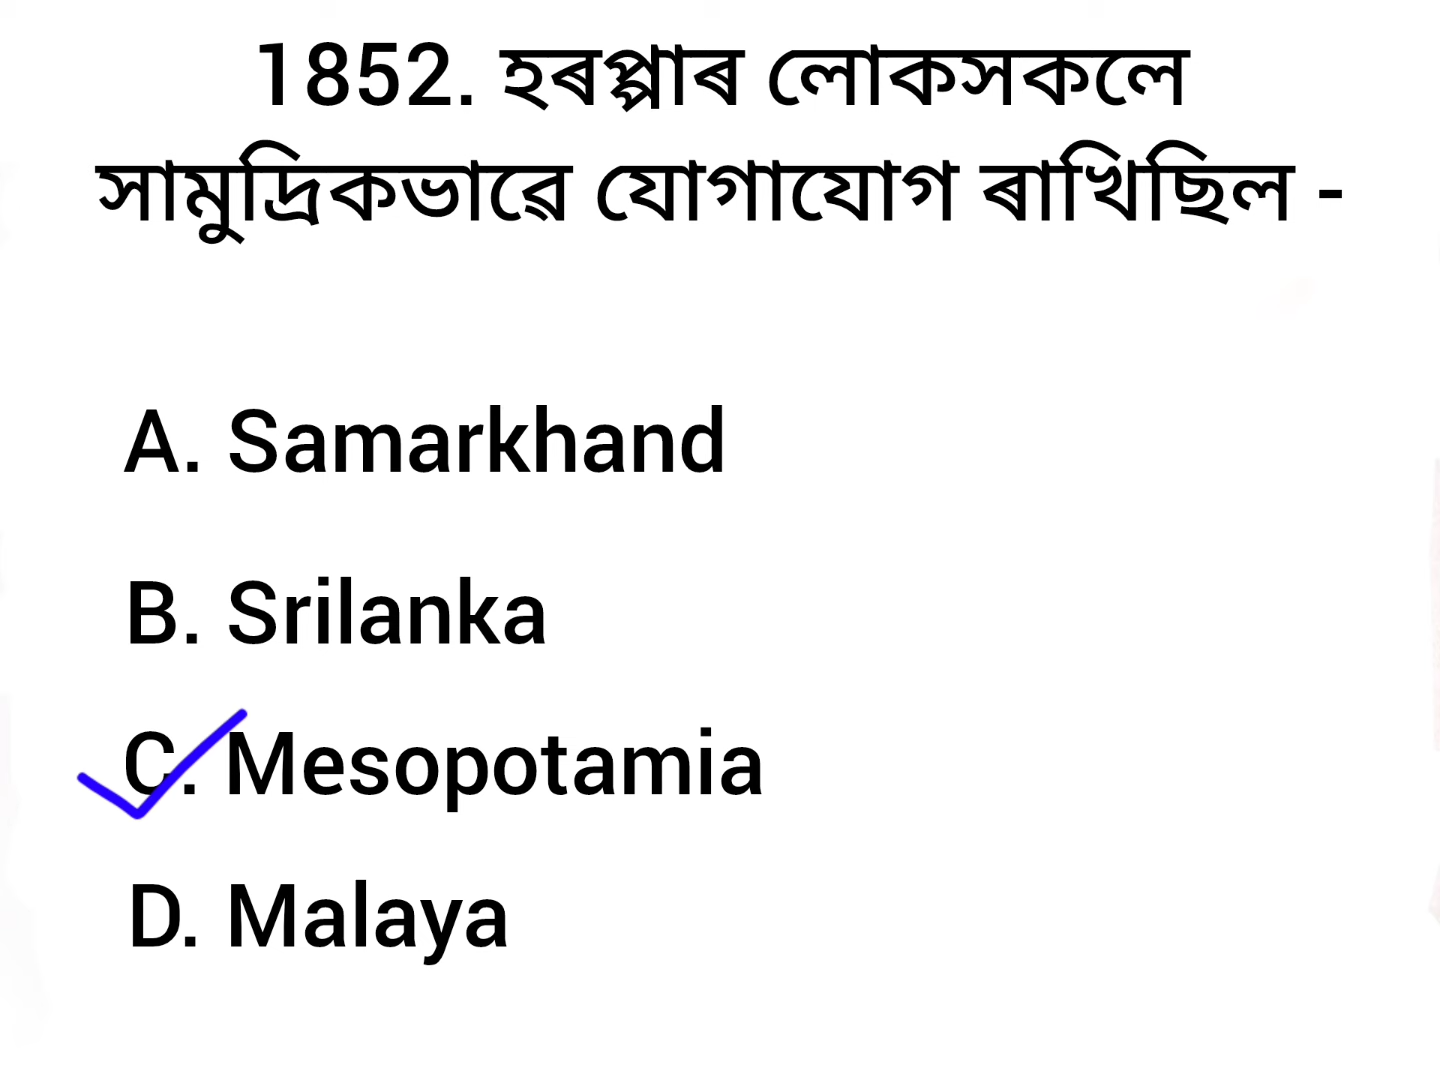 1852. হৰপ্পাৰ লোকসকলে
সামুদ্ৰিকভাৱে যোগাযোগ ৰাখিছিল -
A. Samarkhand
B. Srilanka
C. Mesopotamia
D. Malaya